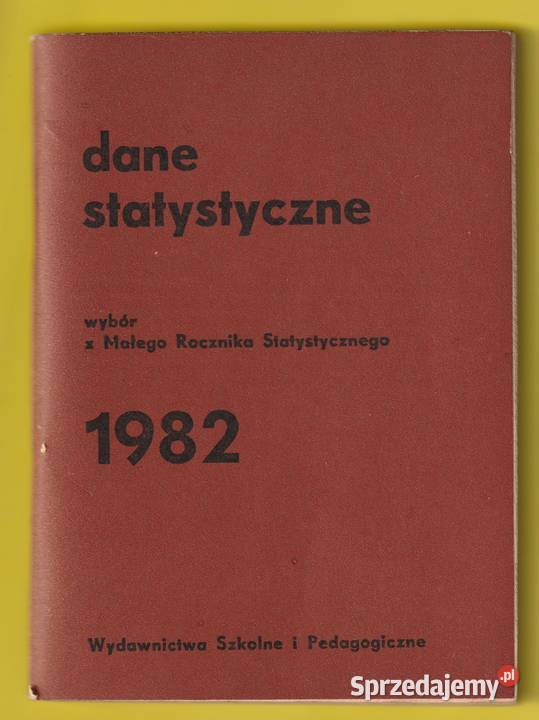 dane
statystyczne
wybór
z Małego Rocznika Statystycznego
1982
Wydawnictwa Szkolne i Pedagogiczne
Sprzedajemy.pl